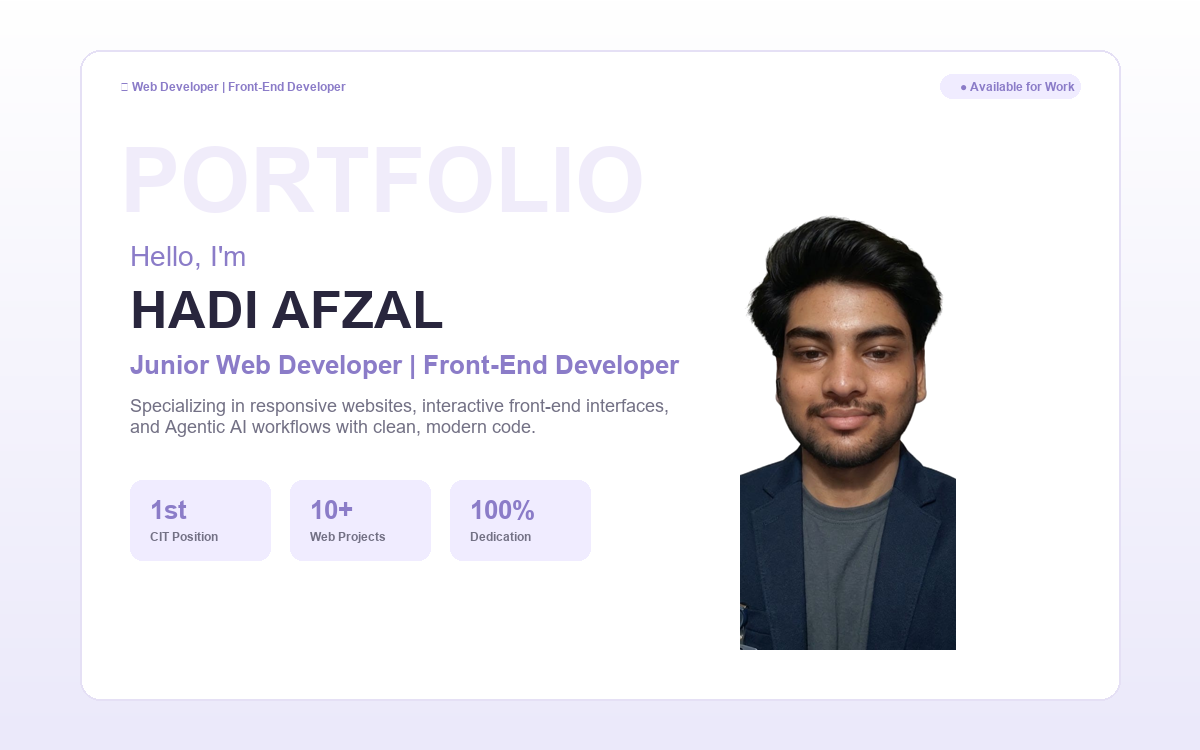 Web Developer | Front-End Developer
● Available for Work
PORTFOLIO
Hello, I'm
HADI AFZAL
Junior Web Developer | Front-End Developer
Specializing in responsive websites, interactive front-end interfaces,
and Agentic AI workflows with clean, modern code.
1st
CIT Position
10+
Web Projects
100%
Dedication